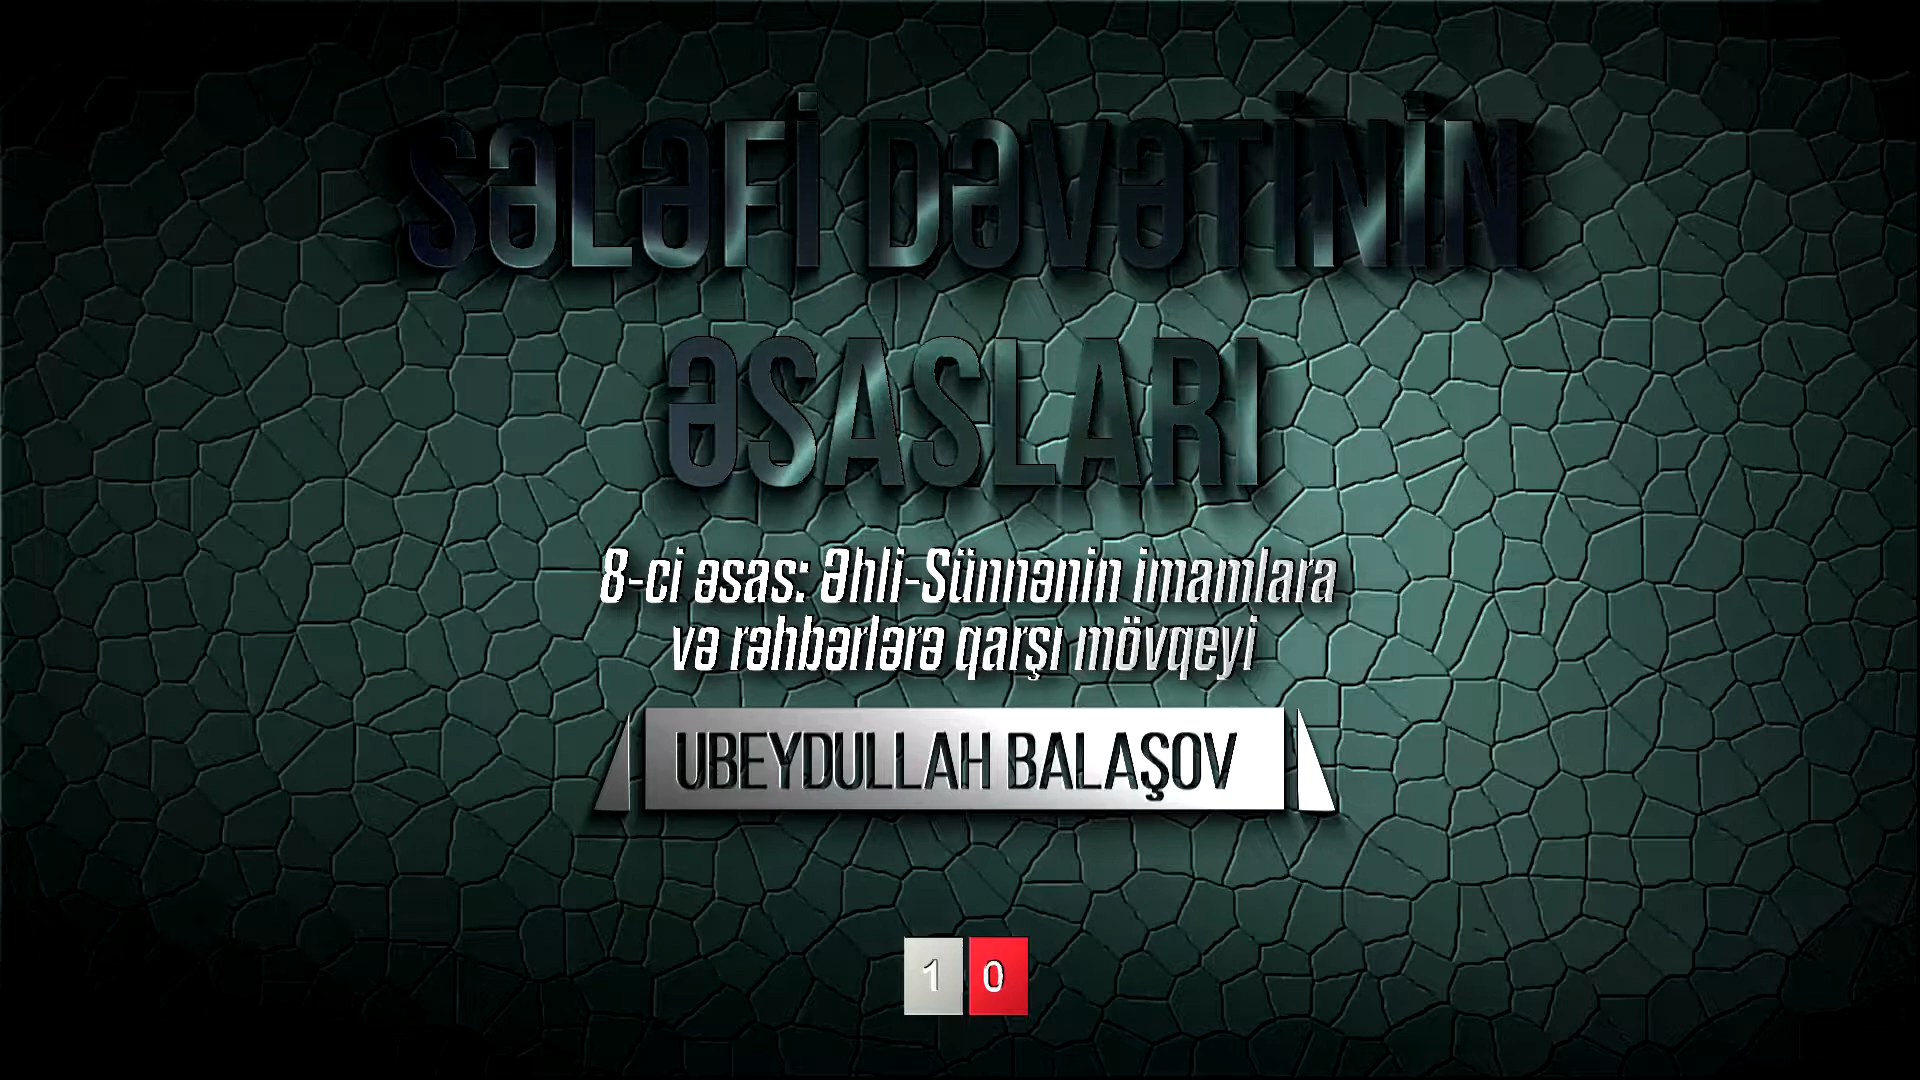 SƏLƏFİ DƏVƏTİNİN
ƏSASLARI
8-ci əsas: Əhli-Sünnənin imamlara
və rəhbərlərə qarşı mövqeyi
UBEYDULLAH BALAŞOV
1 0